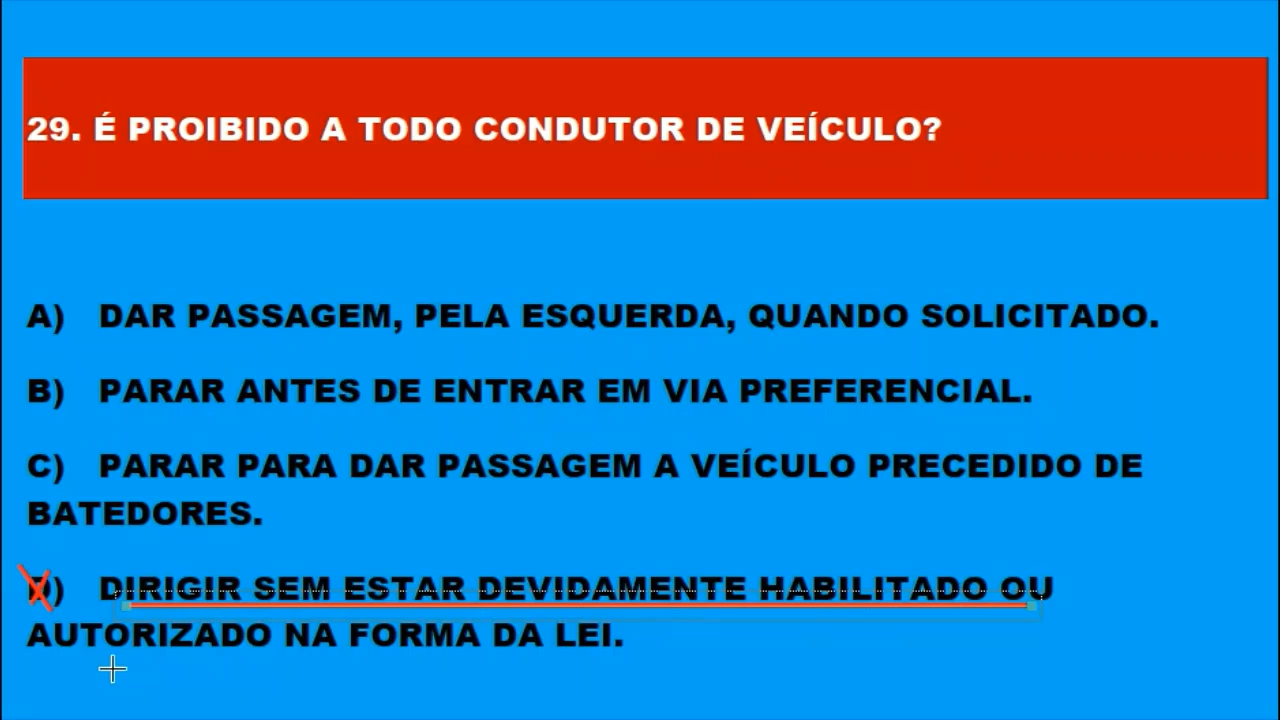 29. É PROIBIDO A TODO CONDUTOR DE VEÍCULO?
A) DAR PASSAGEM, PELA ESQUERDA, QUANDO SOLICITADO.
B) PARAR ANTES DE ENTRAR EM VIA PREFERENCIAL.
C) PARAR PARA DAR PASSAGEM A VEÍCULO PRECEDIDO DE
BATEDORES.
D) DIRIGIR SEM ESTAR DEVIDAMENTE HABILITADO OU
AUTORIZADO NA FORMA DA LEI.